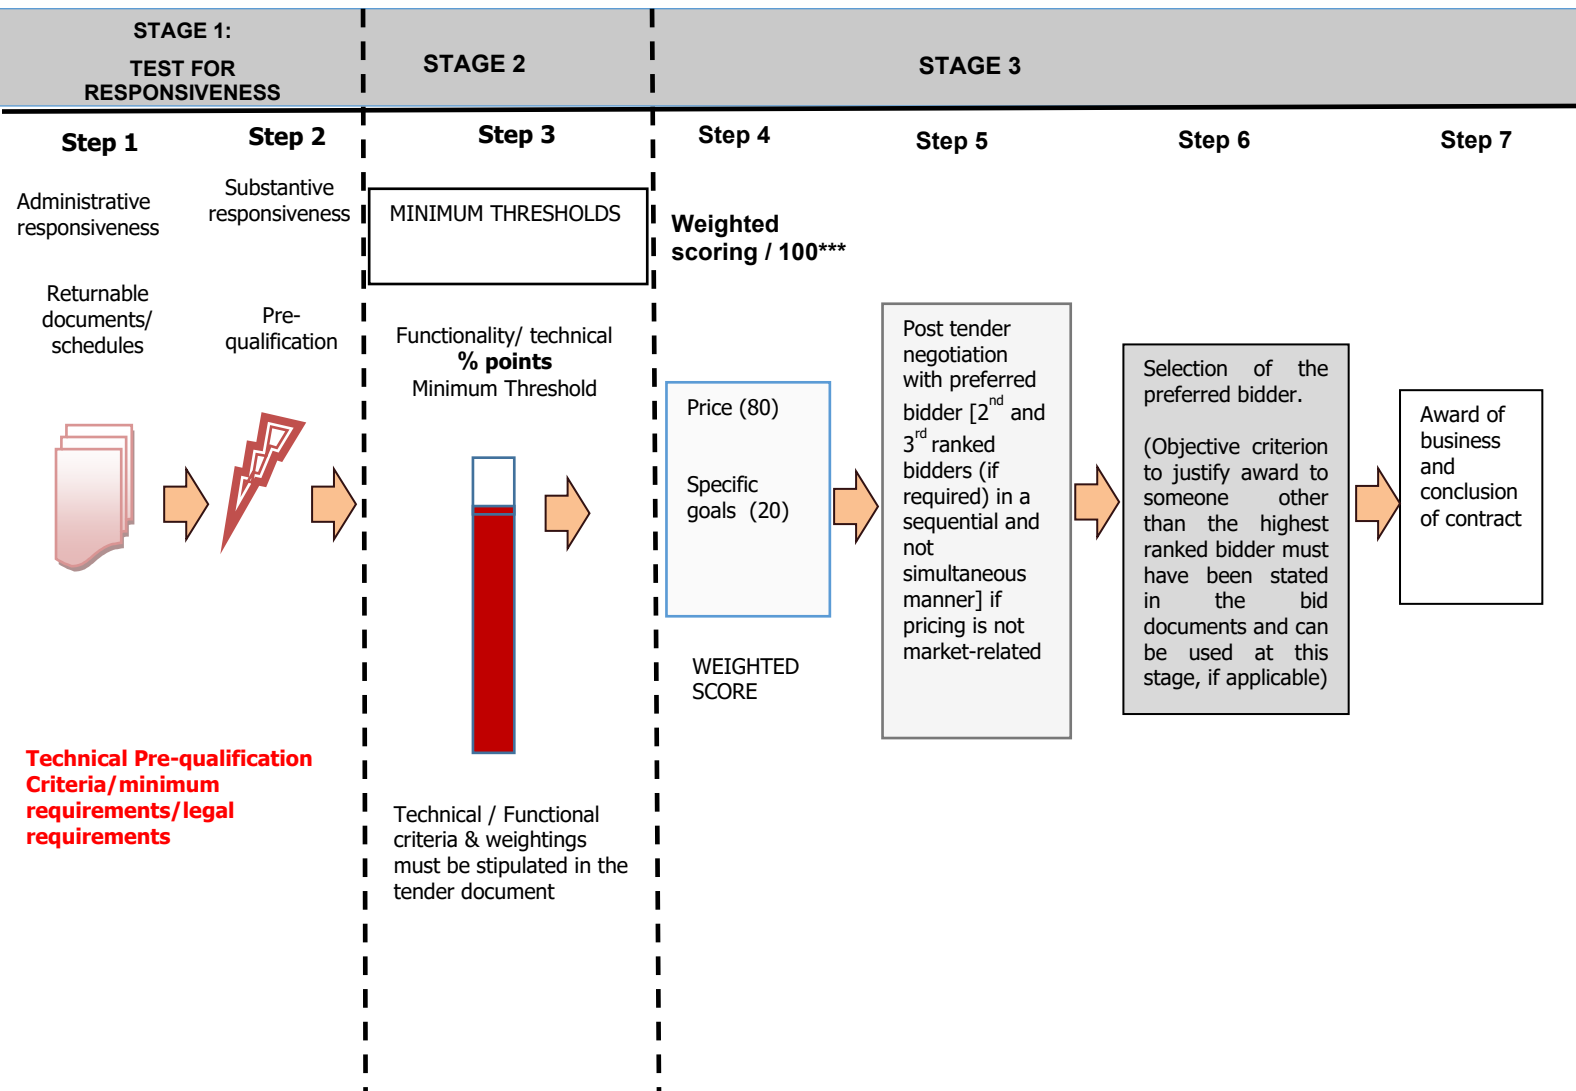 STAGE 1:
TEST FOR
RESPONSIVENESS
STAGE 2
STAGE 3
Step 1
Step 2
Step 3
Step 4
Step 5
Step 6
Step 7
Administrative
responsiveness
Returnable
documents/
schedules
Substantive
responsiveness
Pre-
qualification
Technical Pre-qualification
Criteria/minimum
requirements/legal
requirements
MINIMUM THRESHOLDS
Functionality/ technical
% points
Minimum Threshold
Technical / Functional
criteria & weightings
must be stipulated in the
tender document
Weighted
scoring / 100***
Price (80)
Specific
goals (20)
WEIGHTED
SCORE
Post tender
negotiation
with preferred
bidder [2nd and
3rd ranked
bidders (if
required) in a
sequential and
not
simultaneous
manner] if
pricing is not
market-related
Selection of the
preferred bidder.
(Objective criterion
to justify award to
someone other
than the highest
ranked bidder must
have been stated
in the bid
documents and can
be used at this
stage, if applicable)
Award of
business
and
conclusion
of contract